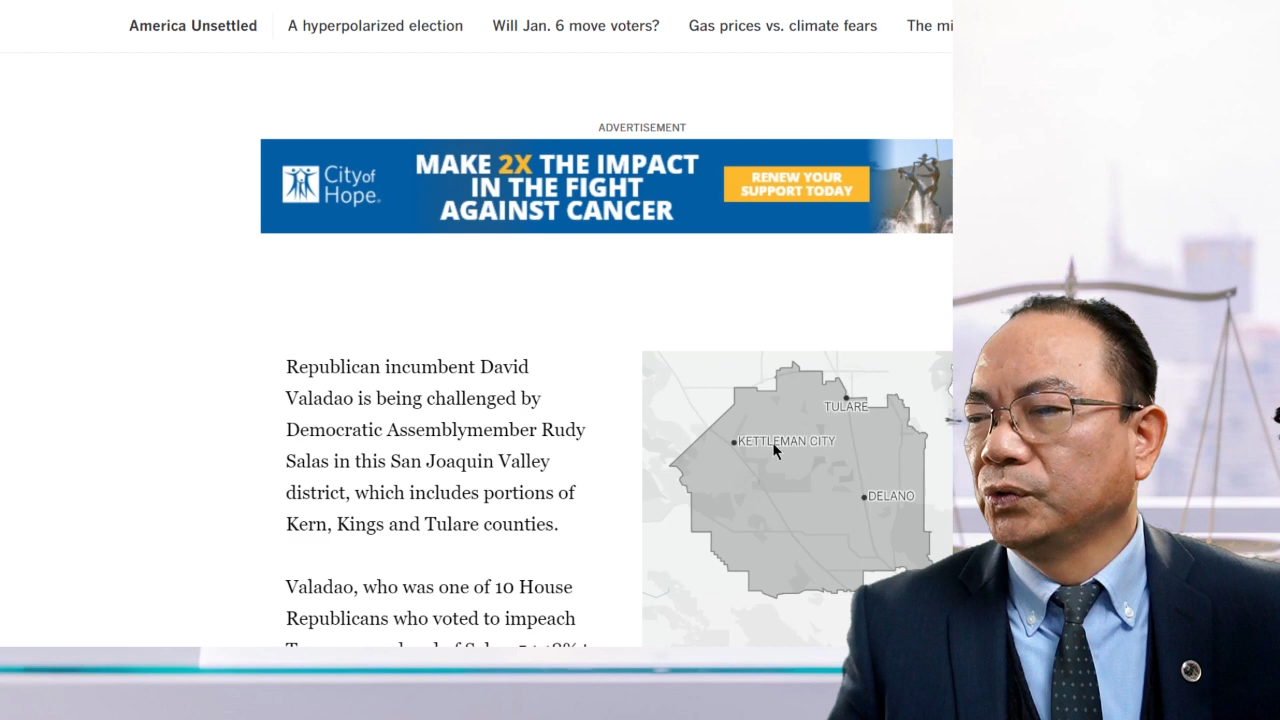 America Unsettled
A hyperpolarized election
Will Jan. 6 move voters?
Gas prices vs. climate fears
The mi
ADVERTISEMENT
City of
Hope®
MAKE 2X THE IMPACT
IN THE FIGHT
AGAINST CANCER
RENEW YOUR
SUPPORT TODAY
Republican incumbent David
Valadao is being challenged by
Democratic Assemblymember Rudy
Salas in this San Joaquin Valley
district, which includes portions of
Kern, Kings and Tulare counties.
Valadao, who was one of 10 House
Republicans who voted to impeach
TULARE
KETTLEMAN CITY
DELANO